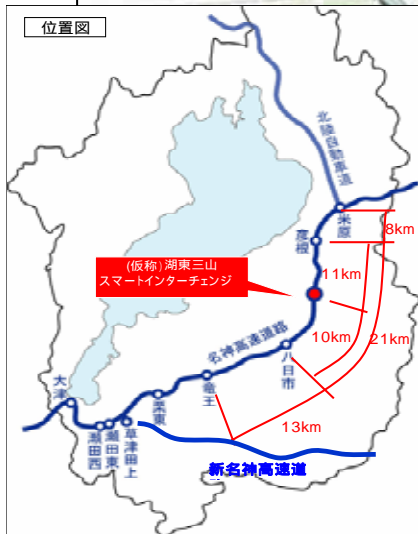 位置図
北陸自動車道
米原
8km
彦根
(仮称)湖東三山
スマートインターチェンジ
11km
10km
21km
名神高速道路
八日市
竜王
13km
栗東
大津
草津田上
瀬田東
瀬田西
新名神高速道